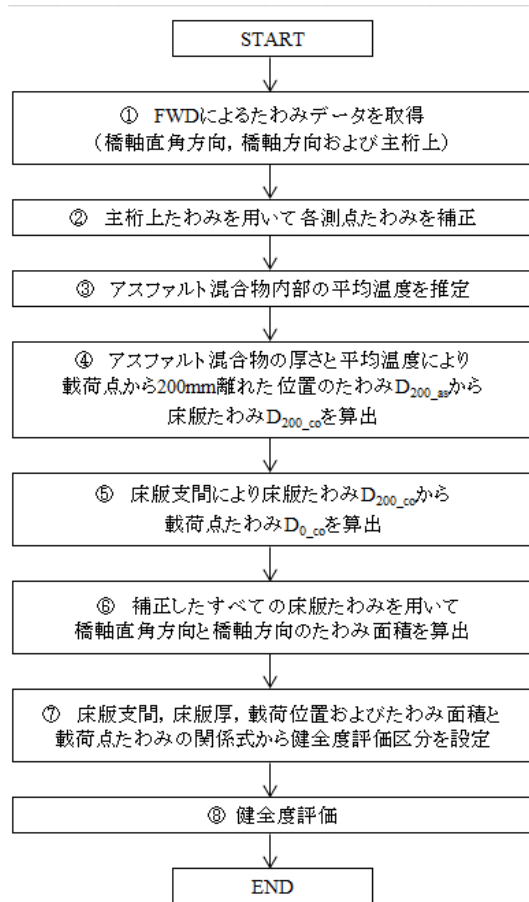 START
① FWDによるたわみデータを取得
(橋軸直角方向, 橋軸方向および主桁上)
② 主桁上たわみを用いて各測点たわみを補正
③ アスファルト混合物内部の平均温度を推定
④ アスファルト混合物の厚さと平均温度により
載荷点から200mm離れた位置のたわみD200_asから
床版たわみD200_coを算出
⑤ 床版支間により床版たわみD200_coから
載荷点たわみD0_coを算出
⑥ 補正したすべての床版たわみを用いて
橋軸直角方向と橋軸方向のたわみ面積を算出
⑦ 床版支間, 床版厚, 載荷位置およびたわみ面積と
載荷点たわみの関係式から健全度評価区分を設定
⑧ 健全度評価
END